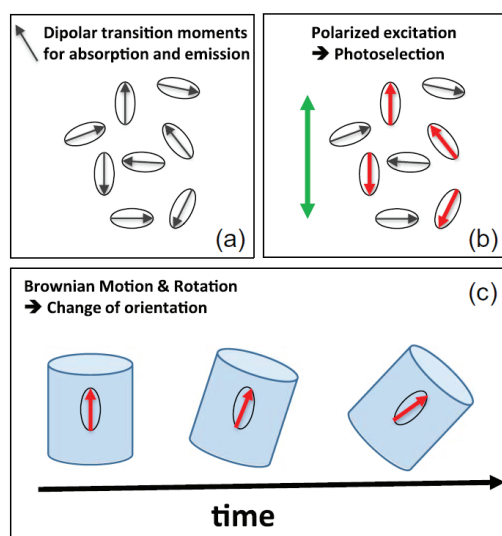 Dipolar transition moments
for absorption and emission
(a)
Polarized excitation
➔ Photoselection
(b)
Brownian Motion & Rotation
➔ Change of orientation
(c)
time